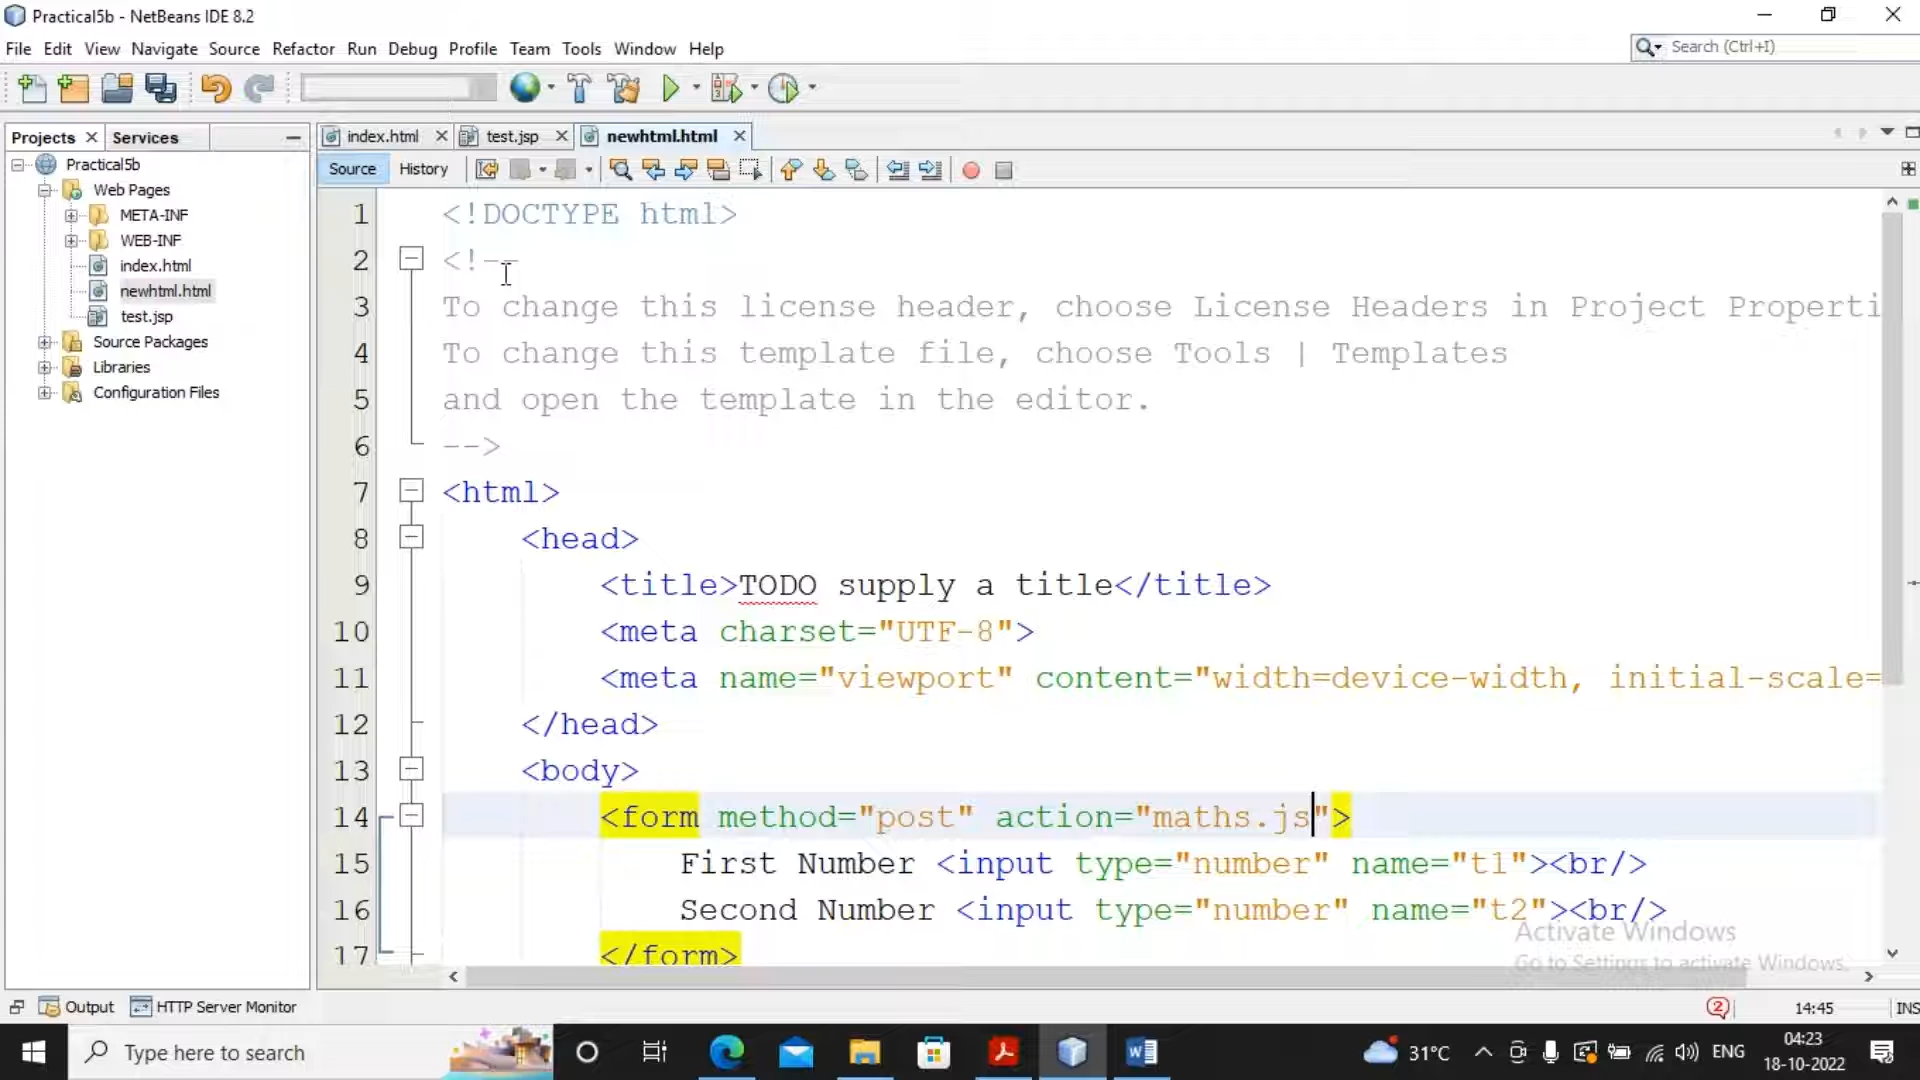 Practical5b - NetBeans IDE 8.2
File Edit View Navigate Source Refactor Run Debug Profile Team Tools Window Help
Search (Ctrl+I)
Projects Services
index.html test.jsp newhtml.html
Source History
Practical5b
Web Pages
META-INF
WEB-INF
index.html
newhtml.html
test.jsp
Source Packages
Libraries
Configuration Files
1 <!DOCTYPE html>
2 <!--
3 To change this license header, choose License Headers in Project Properti
4 To change this template file, choose Tools | Templates
5 and open the template in the editor.
6 -->
7 <html>
8 <head>
9 <title>TODO supply a title</title>
10 <meta charset="UTF-8">
11 <meta name="viewport" content="width=device-width, initial-scale=
12 </head>
13 <body>
14 <form method="post" action="maths.js">
15 First Number <input type="number" name="t1"><br/>
16 Second Number <input type="number" name="t2"><br/>
17 </form>
Activate Windows
Go to Settings to activate Windows.
Output HTTP Server Monitor
2 14:45 INS
Type here to search
31°C ENG
04:23
18-10-2022